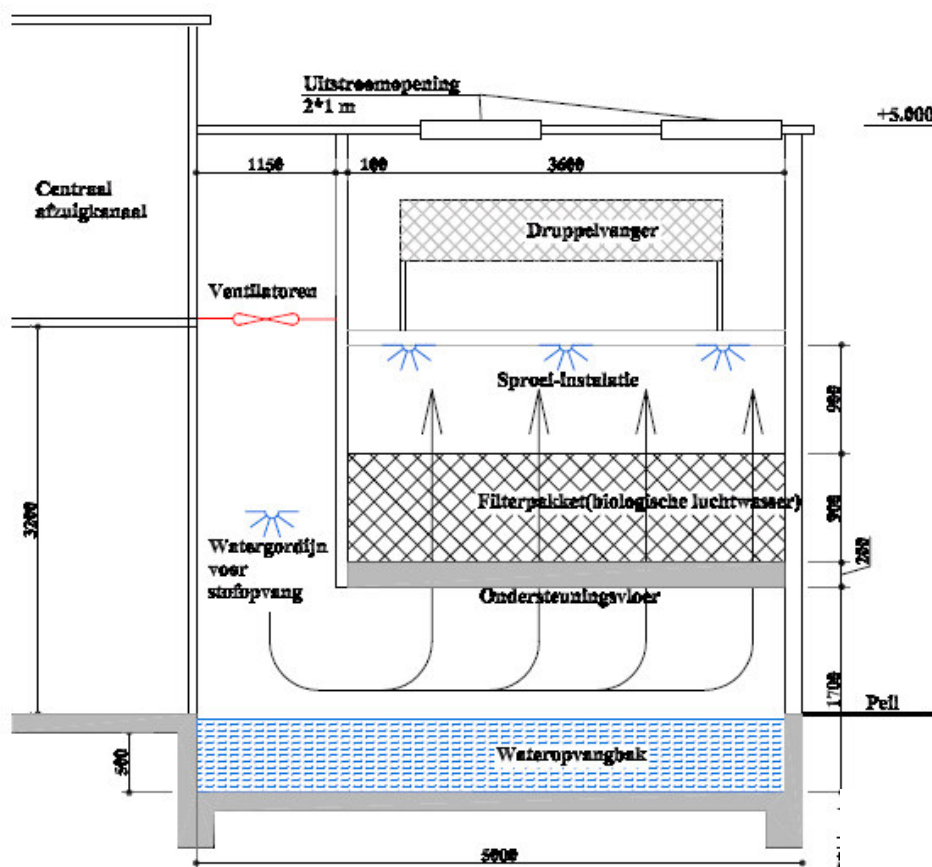 Uitstroomopening
2*1 m
+5.000
1150
100
3600
Centraal
afzuigkanaal
Druppelvanger
Ventilatoren
Sproei-instalatie
900
Filterpakket(biologische luchtwasser)
900
3200
Watergordijn
voor
stofopvang
200
Ondersteuningsvloer
1700
Peil
Wateropvangbak
500
5000